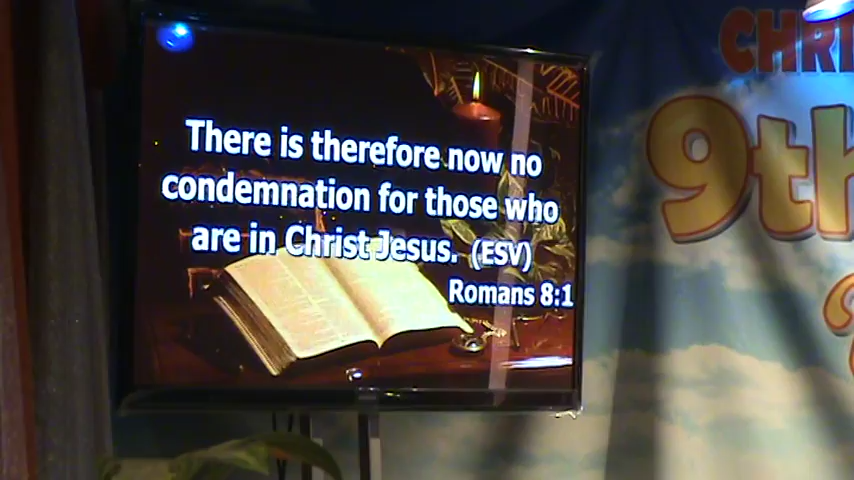 There is therefore now no
condemnation for those who
are in Christ Jesus. (ESV)
Romans 8:1
9th